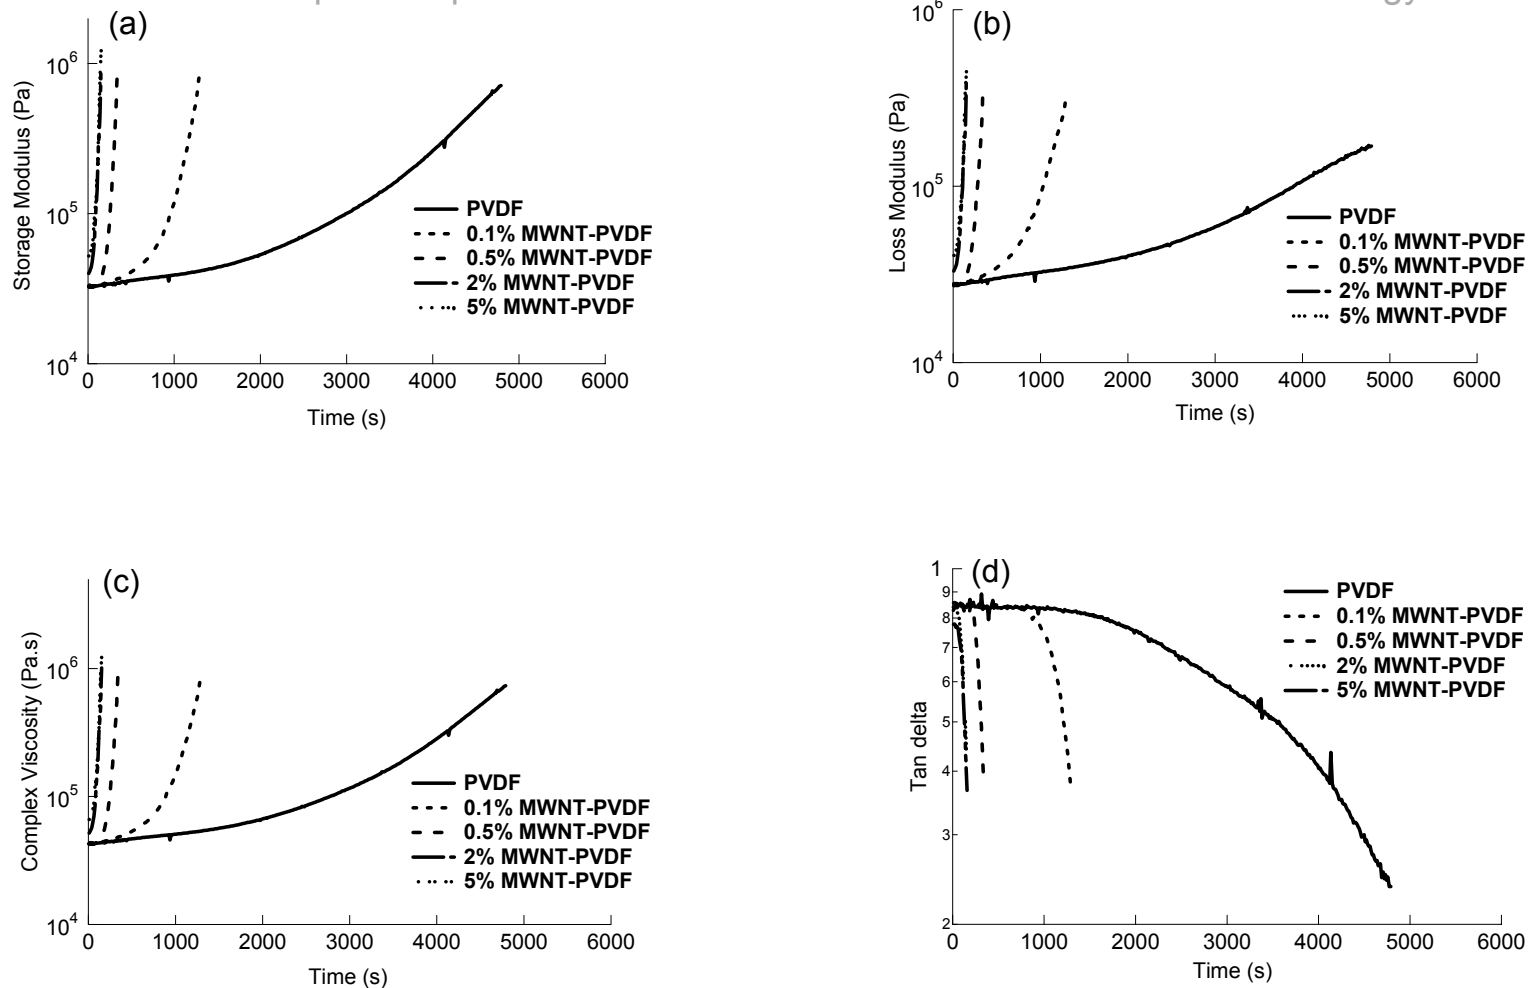 (a)
10^6
10^5
10^4
Storage Modulus (Pa)
PVDF
0.1% MWNT-PVDF
0.5% MWNT-PVDF
2% MWNT-PVDF
5% MWNT-PVDF
0 1000 2000 3000 4000 5000 6000
Time (s)
(b)
10^6
10^5
10^4
Loss Modulus (Pa)
PVDF
0.1% MWNT-PVDF
0.5% MWNT-PVDF
2% MWNT-PVDF
5% MWNT-PVDF
0 1000 2000 3000 4000 5000 6000
Time (s)
(c)
10^6
10^5
10^4
Complex Viscosity (Pa.s)
PVDF
0.1% MWNT-PVDF
0.5% MWNT-PVDF
2% MWNT-PVDF
5% MWNT-PVDF
0 1000 2000 3000 4000 5000 6000
Time (s)
(d)
1
9
8
7
6
5
4
3
2
Tan delta
PVDF
0.1% MWNT-PVDF
0.5% MWNT-PVDF
2% MWNT-PVDF
5% MWNT-PVDF
0 1000 2000 3000 4000 5000 6000
Time (s)